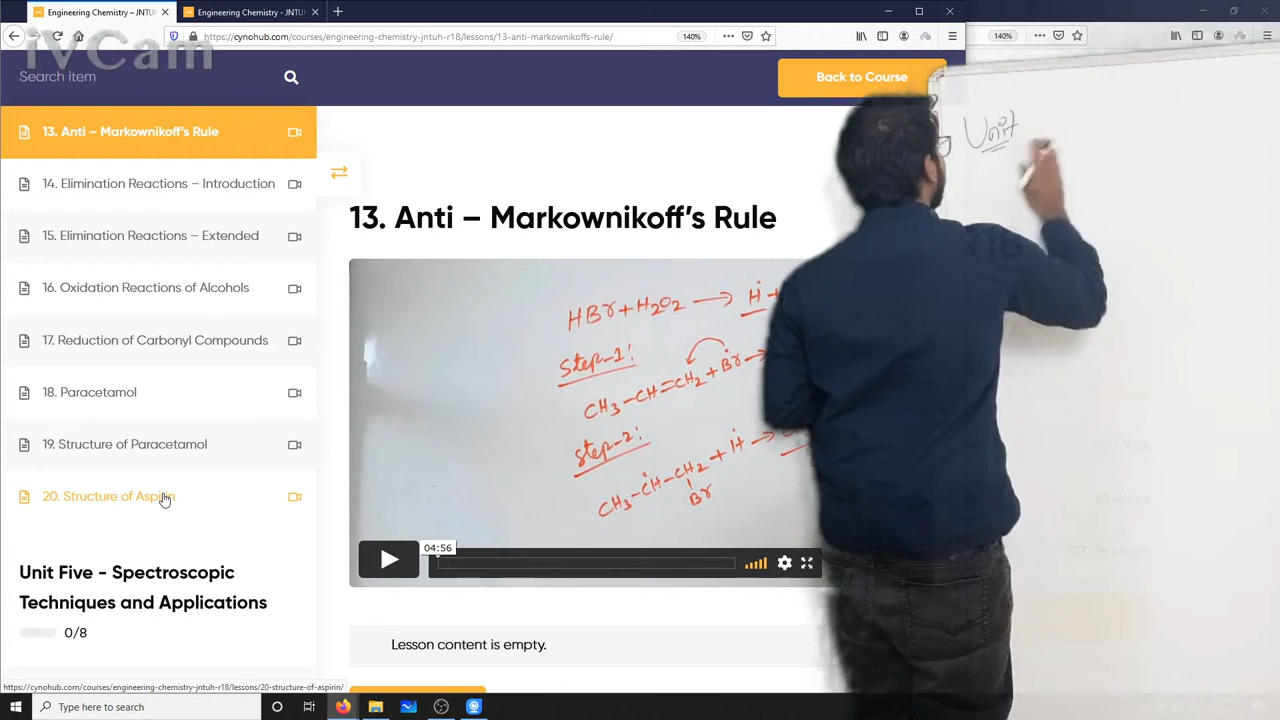 Engineering Chemistry – JNTUH
Engineering Chemistry - JNTUH
https://cynohub.com/courses/engineering-chemistry-jntuh-r18/lessons/13-anti-markownikoffs-rule/
140%
140%
iVCam
Search item
Back to Course
13. Anti – Markownikoff's Rule
14. Elimination Reactions – Introduction
15. Elimination Reactions – Extended
16. Oxidation Reactions of Alcohols
17. Reduction of Carbonyl Compounds
18. Paracetamol
19. Structure of Paracetamol
20. Structure of Aspirin
Unit Five - Spectroscopic
Techniques and Applications
0/8
13. Anti – Markownikoff's Rule
HBr + H2O2 → Ḣ +
Step-1:
CH3–CH=CH2 + Ḃr →
Step-2:
CH3–ĊH–CH2 + Ḣ →
Br
04:56
Lesson content is empty.
Unit
https://cynohub.com/courses/engineering-chemistry-jntuh-r18/lessons/20-structure-of-aspirin/
Type here to search